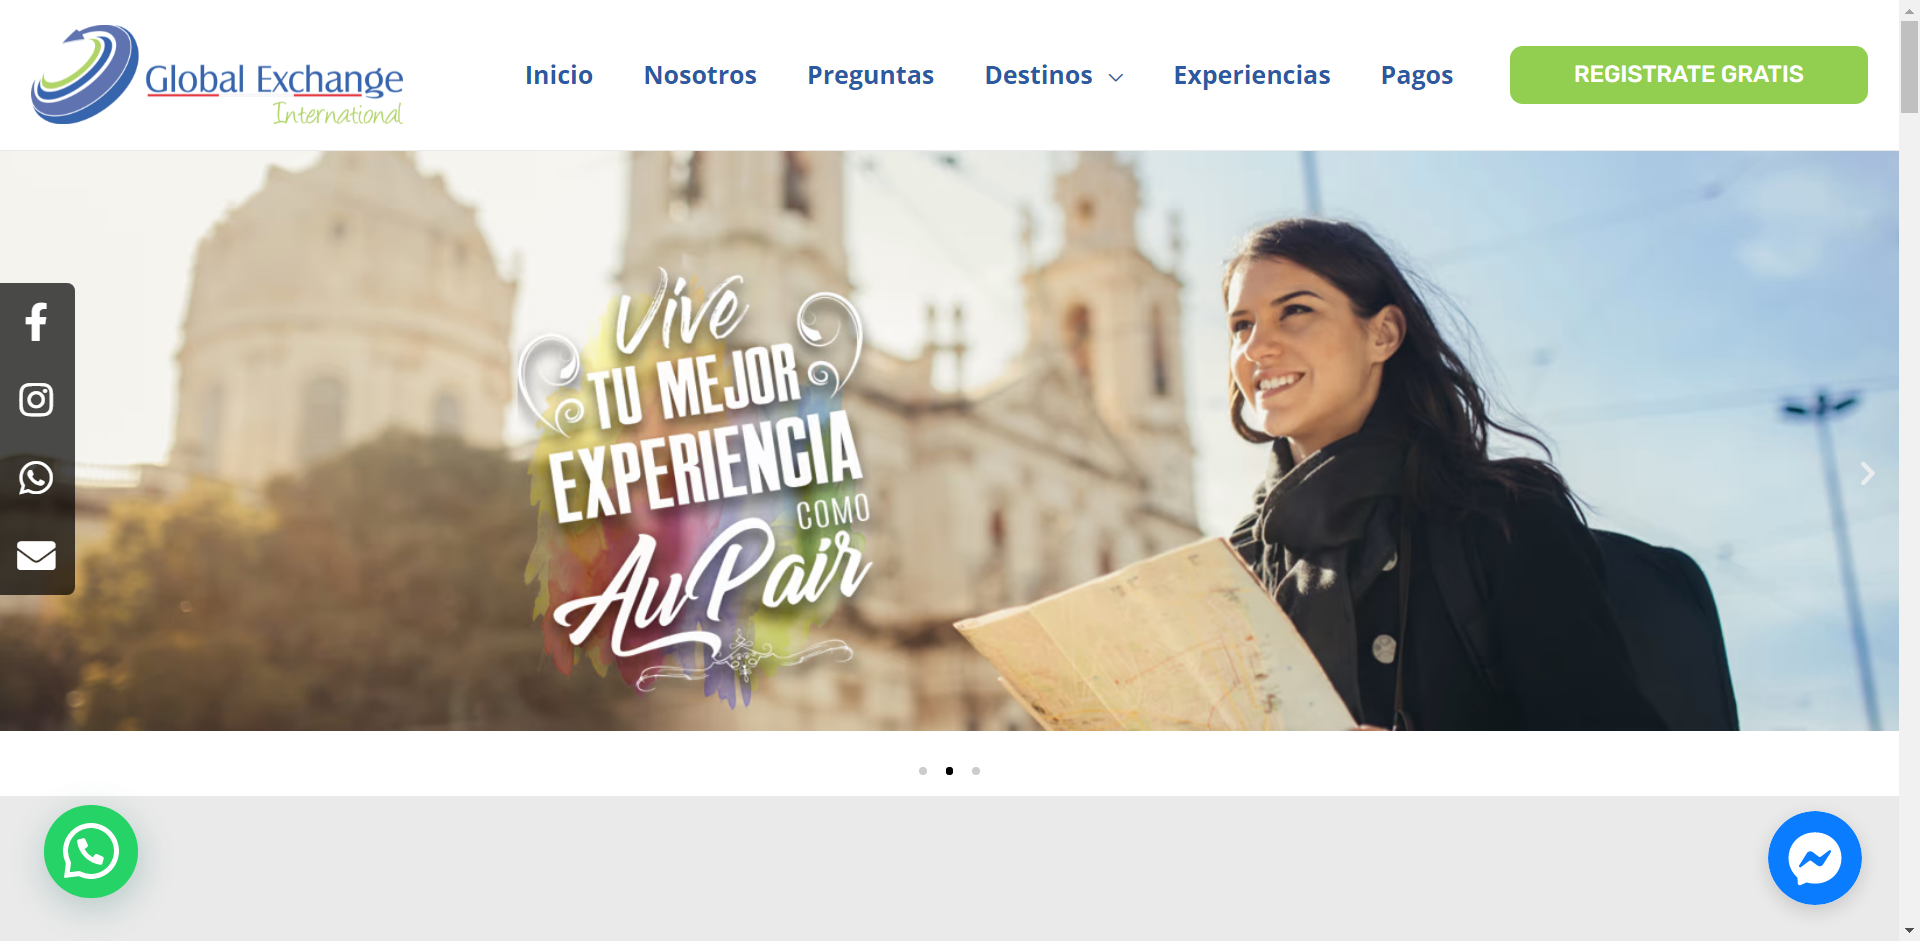 Global Exchange
International
Inicio
Nosotros
Preguntas
Destinos
Experiencias
Pagos
REGISTRATE GRATIS
Vive
TU MEJOR
EXPERIENCIA
COMO
AuPair